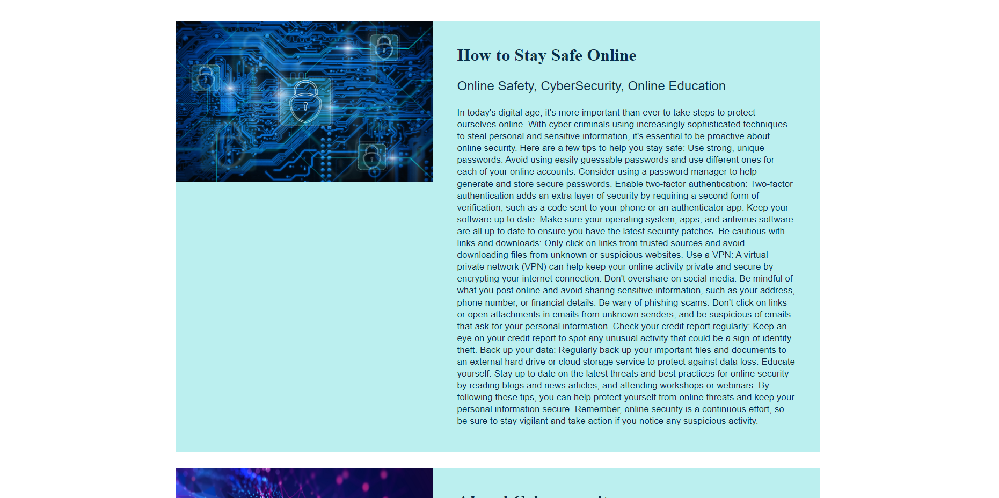 How to Stay Safe Online
Online Safety, CyberSecurity, Online Education
In today's digital age, it's more important than ever to take steps to protect
ourselves online. With cyber criminals using increasingly sophisticated techniques
to steal personal and sensitive information, it's essential to be proactive about
online security. Here are a few tips to help you stay safe: Use strong, unique
passwords: Avoid using easily guessable passwords and use different ones for
each of your online accounts. Consider using a password manager to help
generate and store secure passwords. Enable two-factor authentication: Two-factor
authentication adds an extra layer of security by requiring a second form of
verification, such as a code sent to your phone or an authenticator app. Keep your
software up to date: Make sure your operating system, apps, and antivirus software
are all up to date to ensure you have the latest security patches. Be cautious with
links and downloads: Only click on links from trusted sources and avoid
downloading files from unknown or suspicious websites. Use a VPN: A virtual
private network (VPN) can help keep your online activity private and secure by
encrypting your internet connection. Don't overshare on social media: Be mindful of
what you post online and avoid sharing sensitive information, such as your address,
phone number, or financial details. Be wary of phishing scams: Don't click on links
or open attachments in emails from unknown senders, and be suspicious of emails
that ask for your personal information. Check your credit report regularly: Keep an
eye on your credit report to spot any unusual activity that could be a sign of identity
theft. Back up your data: Regularly back up your important files and documents to
an external hard drive or cloud storage service to protect against data loss. Educate
yourself: Stay up to date on the latest threats and best practices for online security
by reading blogs and news articles, and attending workshops or webinars. By
following these tips, you can help protect yourself from online threats and keep your
personal information secure. Remember, online security is a continuous effort, so
be sure to stay vigilant and take action if you notice any suspicious activity.